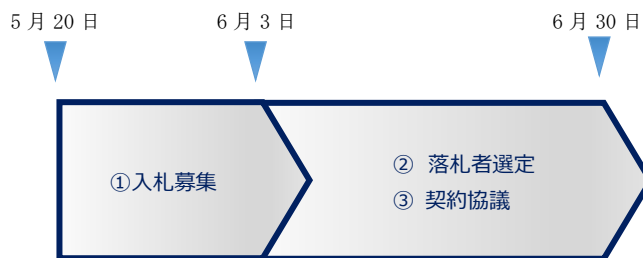 5 月 20 日
6 月 3 日
6 月 30 日
①入札募集
② 落札者選定
③ 契約協議